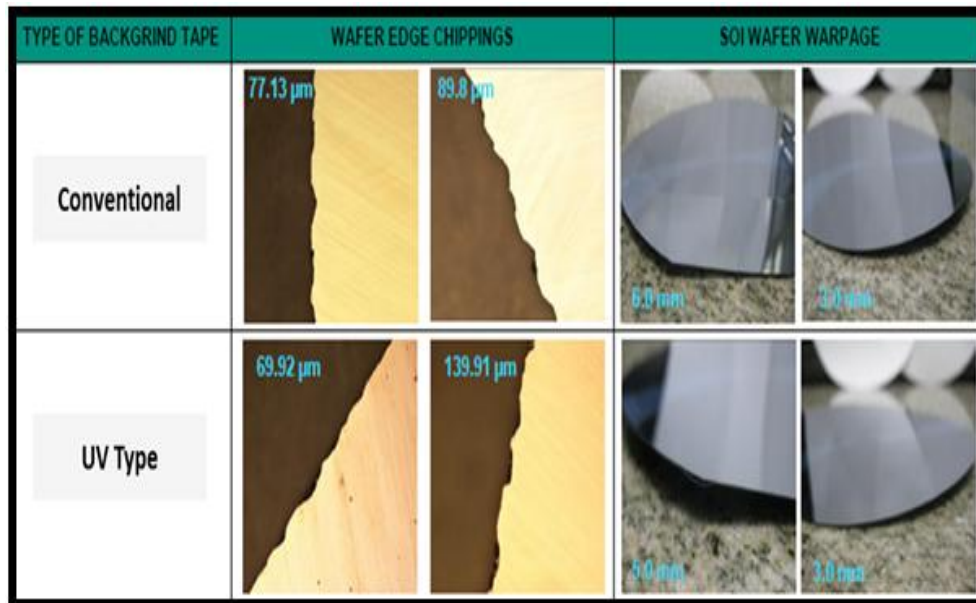 TYPE OF BACKGRIND TAPE
WAFER EDGE CHIPPINGS
SOI WAFER WARPAGE
Conventional
77.13 µm
89.8 µm
6.0 mm
3.0 mm
UV Type
69.92 µm
139.91 µm
5.0 mm
3.0 mm